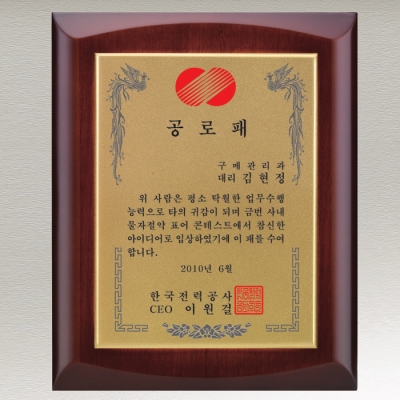 공로패
구매관리과
대리 김현정
위 사람은 평소 탁월한 업무수행
능력으로 타의 귀감이 되며 금번 사내
물자절약 표어 콘테스트에서 참신한
아이디어로 입상하였기에 이 패를 수여
합니다.
2010년 6월
한국전력공사
CEO 이원걸